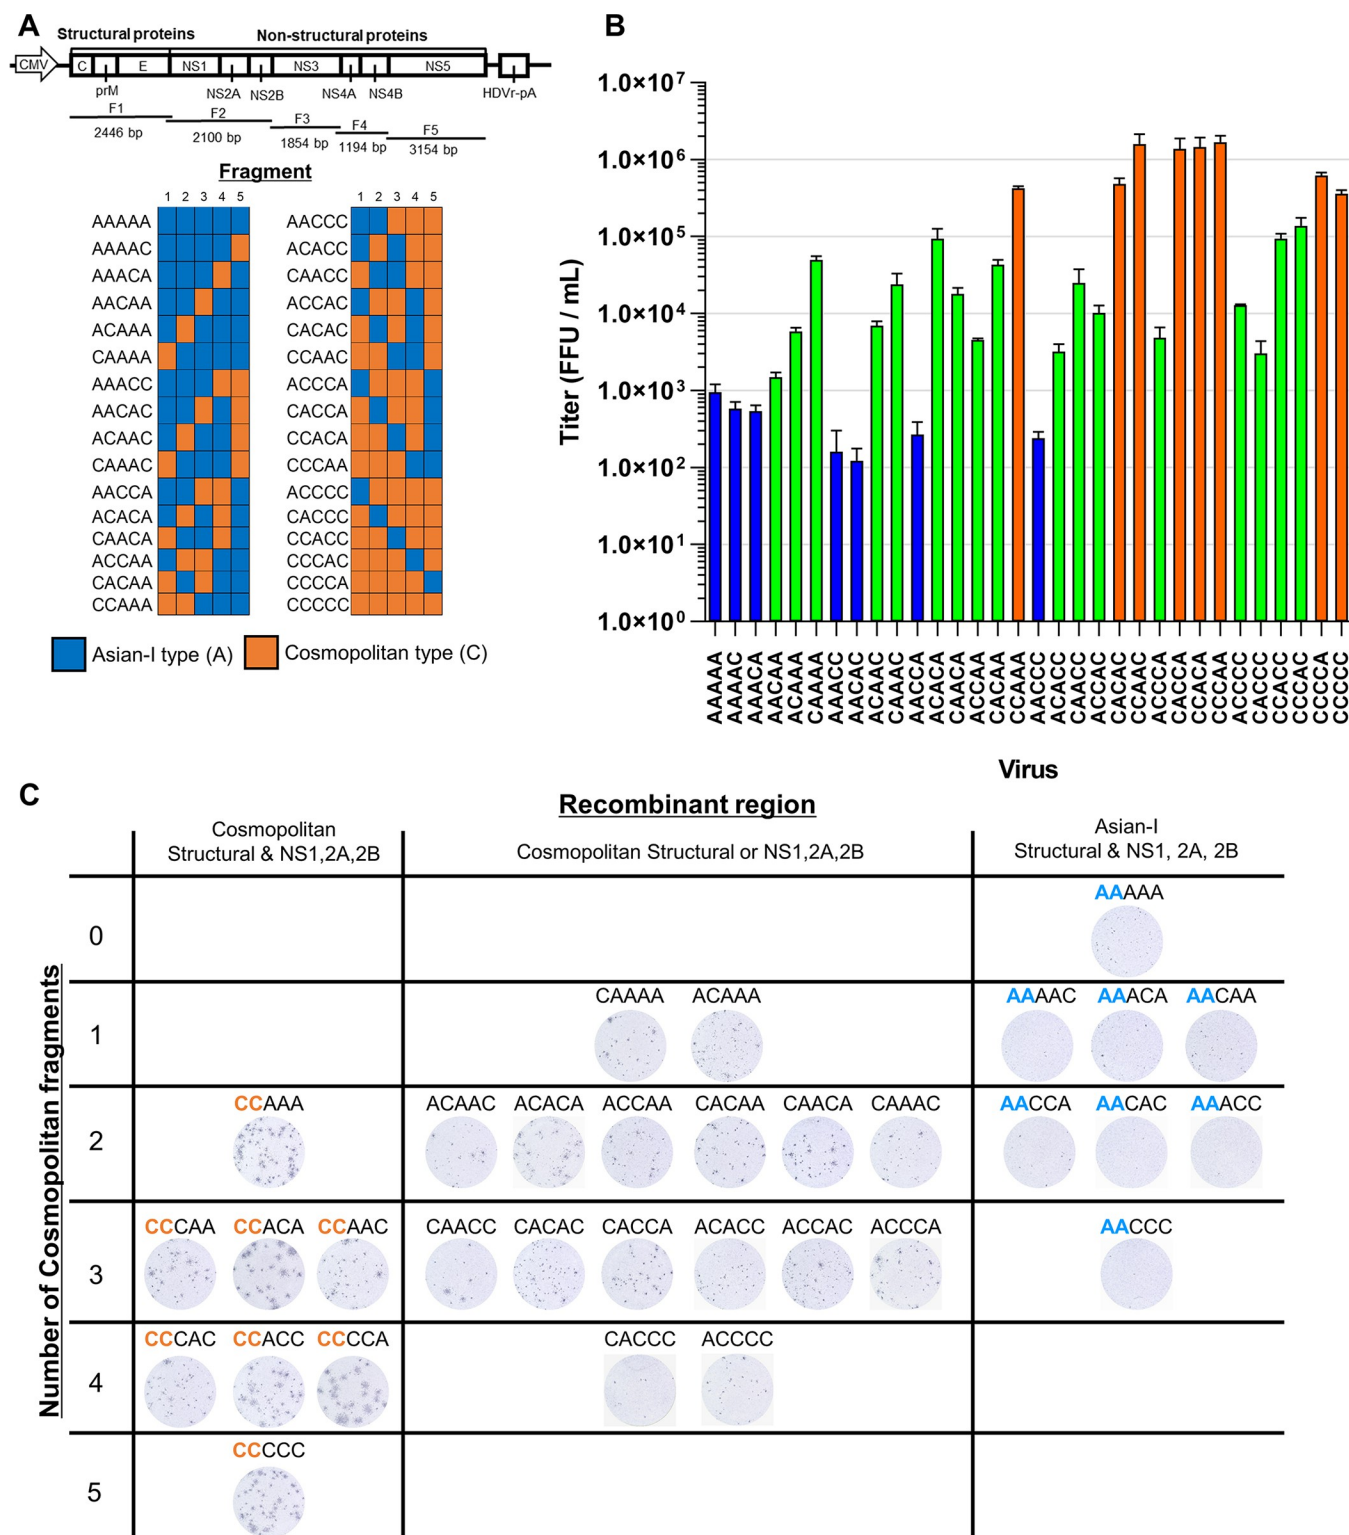 A
Structural proteins
Non-structural proteins
CMV
C
E
NS1
NS3
NS5
prM
NS2A
NS2B
NS4A
NS4B
HDVr-pA
F1
2446 bp
F2
2100 bp
F3
1854 bp
F4
1194 bp
F5
3154 bp
Fragment
1 2 3 4 5
AAAAA
AAAAC
AAACA
AACAA
ACAAA
CAAAA
AAACC
AACAC
ACAAC
CAAAC
AACCA
ACACA
CAACA
ACCAA
CACAA
CCAAA
1 2 3 4 5
AACCC
ACACC
CAACC
ACCAC
CACAC
CCAAC
ACCCA
CACCA
CCACA
CCCAA
ACCCC
CACCC
CCACC
CCCAC
CCCCA
CCCCC
Asian-I type (A)
Cosmopolitan type (C)
B
Titer (FFU / mL)
1.0×10⁷
1.0×10⁶
1.0×10⁵
1.0×10⁴
1.0×10³
1.0×10²
1.0×10¹
1.0×10⁰
AAAAA
AAAAC
AAACA
AACAA
ACAAA
CAAAA
AAACC
AACAC
ACAAC
CAAAC
AACCA
ACACA
CAACA
ACCAA
CACAA
CCAAA
AACCC
ACACC
CAACC
ACCAC
CACAC
CCAAC
ACCCA
CACCA
CCACA
CCCAA
ACCCC
CACCC
CCACC
CCCAC
CCCCA
CCCCC
Virus
C
Recombinant region
Cosmopolitan
Structural & NS1,2A,2B
Cosmopolitan Structural or NS1,2A,2B
Asian-I
Structural & NS1, 2A, 2B
Number of Cosmopolitan fragments
0
AAAAA
1
CAAAA ACAAA
AAAAC AAACA AACAA
2
CCAAA
ACAAC ACACA ACCAA CACAA CAACA CAAAC
AACCA AACAC AAACC
3
CCCAA CCACA CCAAC
CAACC CACAC CACCA ACACC ACCAC ACCCA
AACCC
4
CCCAC CCACC CCCCA
CACCC ACCCC
5
CCCCC